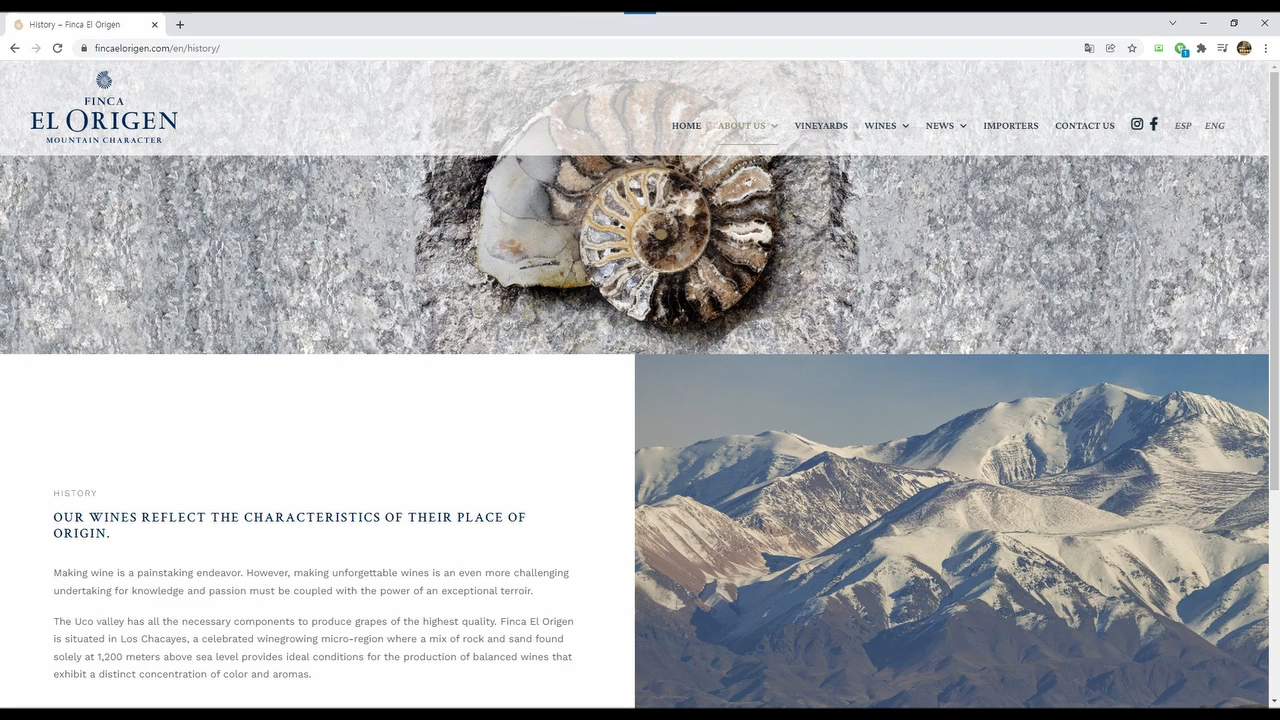 History – Finca El Origen
fincaelorigen.com/en/history/
1
FINCA
EL ORIGEN
MOUNTAIN CHARACTER
HOME ABOUT US VINEYARDS WINES NEWS IMPORTERS CONTACT US ESP ENG
HISTORY
OUR WINES REFLECT THE CHARACTERISTICS OF THEIR PLACE OF
ORIGIN.
Making wine is a painstaking endeavor. However, making unforgettable wines is an even more challenging
undertaking for knowledge and passion must be coupled with the power of an exceptional terroir.
The Uco valley has all the necessary components to produce grapes of the highest quality. Finca El Origen
is situated in Los Chacayes, a celebrated winegrowing micro-region where a mix of rock and sand found
solely at 1,200 meters above sea level provides ideal conditions for the production of balanced wines that
exhibit a distinct concentration of color and aromas.